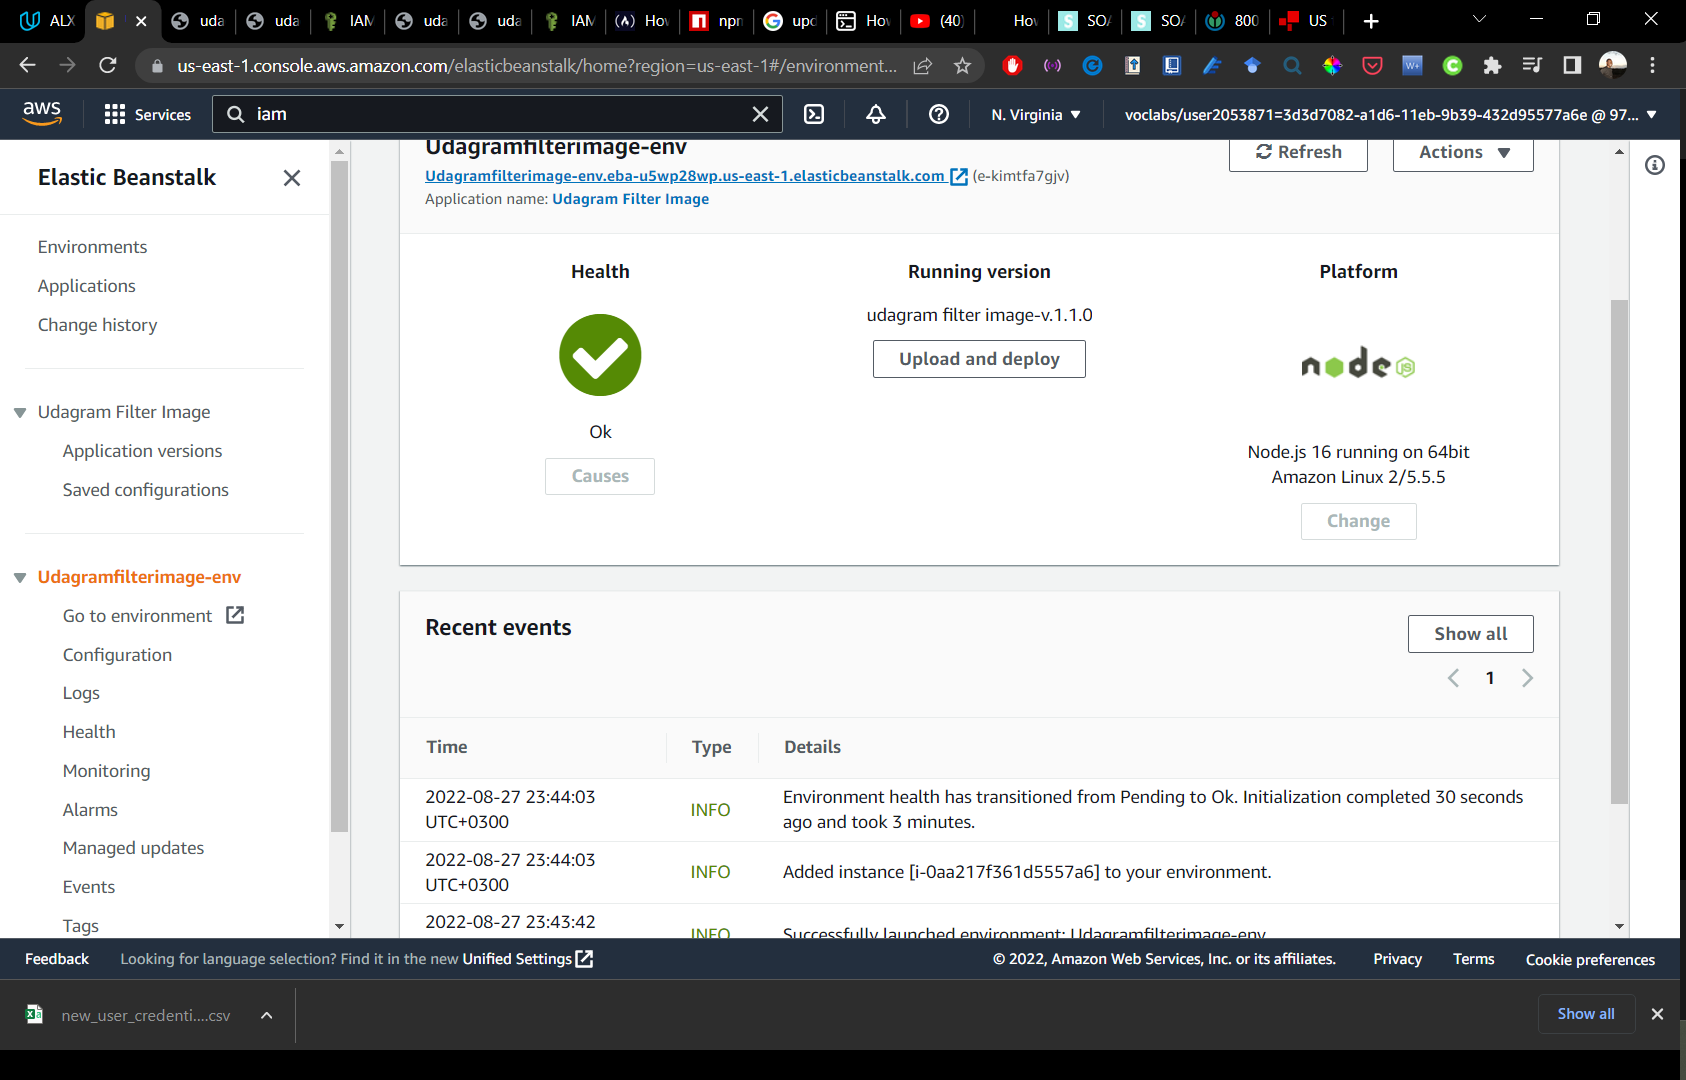 ALX
uda
uda
IAM
uda
uda
IAM
How
npm
upd
How
(40)
How
SOA
SOA
800
US
us-east-1.console.aws.amazon.com/elasticbeanstalk/home?region=us-east-1#/environment...
aws
Services
iam
N. Virginia
voclabs/user2053871=3d3d7082-a1d6-11eb-9b39-432d95577a6e @ 97...
Elastic Beanstalk
Environments
Applications
Change history
Udagram Filter Image
Application versions
Saved configurations
Udagramfilterimage-env
Go to environment
Configuration
Logs
Health
Monitoring
Alarms
Managed updates
Events
Tags
Udagramfilterimage-env
Refresh
Actions
Udagramfilterimage-env.eba-u5wp28wp.us-east-1.elasticbeanstalk.com (e-kimtfa7gjv)
Application name: Udagram Filter Image
Health
Ok
Causes
Running version
udagram filter image-v.1.1.0
Upload and deploy
Platform
node JS
Node.js 16 running on 64bit
Amazon Linux 2/5.5.5
Change
Recent events
Show all
1
Time Type Details
2022-08-27 23:44:03
UTC+0300
INFO
Environment health has transitioned from Pending to Ok. Initialization completed 30 seconds
ago and took 3 minutes.
2022-08-27 23:44:03
UTC+0300
INFO
Added instance [i-0aa217f361d5557a6] to your environment.
2022-08-27 23:43:42
INFO
Successfully launched environment: Udagramfilterimage-env
Feedback
Looking for language selection? Find it in the new Unified Settings
© 2022, Amazon Web Services, Inc. or its affiliates.
Privacy
Terms
Cookie preferences
new_user_credenti....csv
Show all